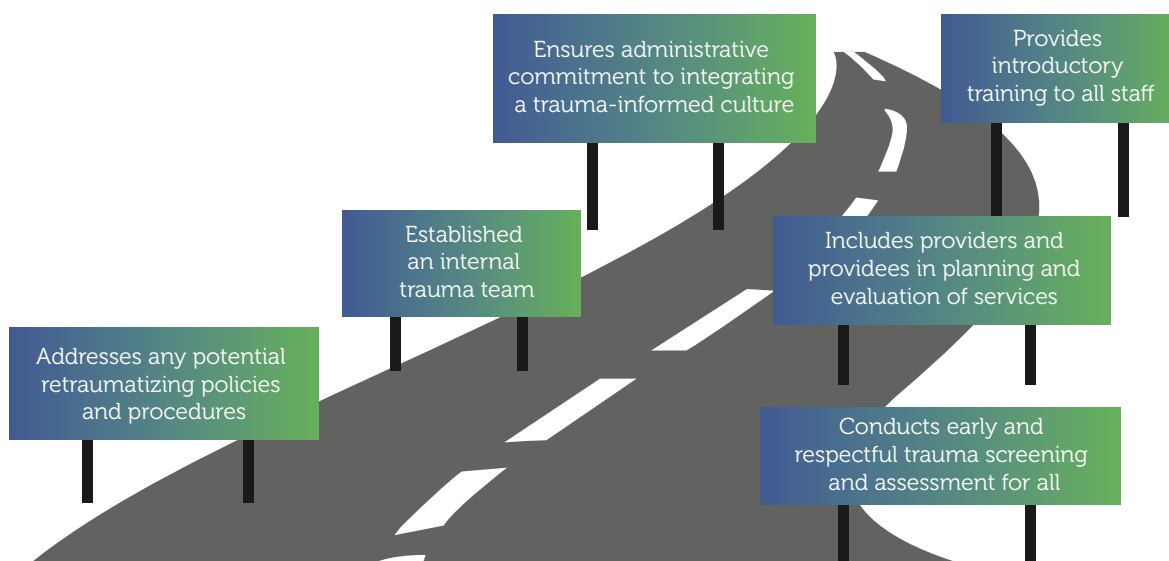 Ensures administrative
commitment to integrating
a trauma-informed culture
Provides
introductory
training to all staff
Established
an internal
trauma team
Includes providers and
providees in planning and
evaluation of services
Addresses any potential
retraumatizing policies
and procedures
Conducts early and
respectful trauma screening
and assessment for all